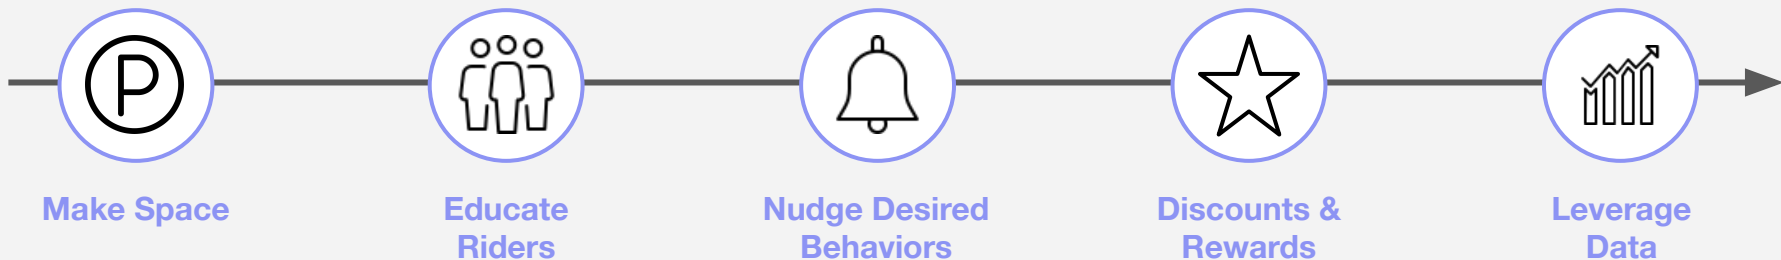 P
Make Space
Educate
Riders
Nudge Desired
Behaviors
Discounts &
Rewards
Leverage
Data